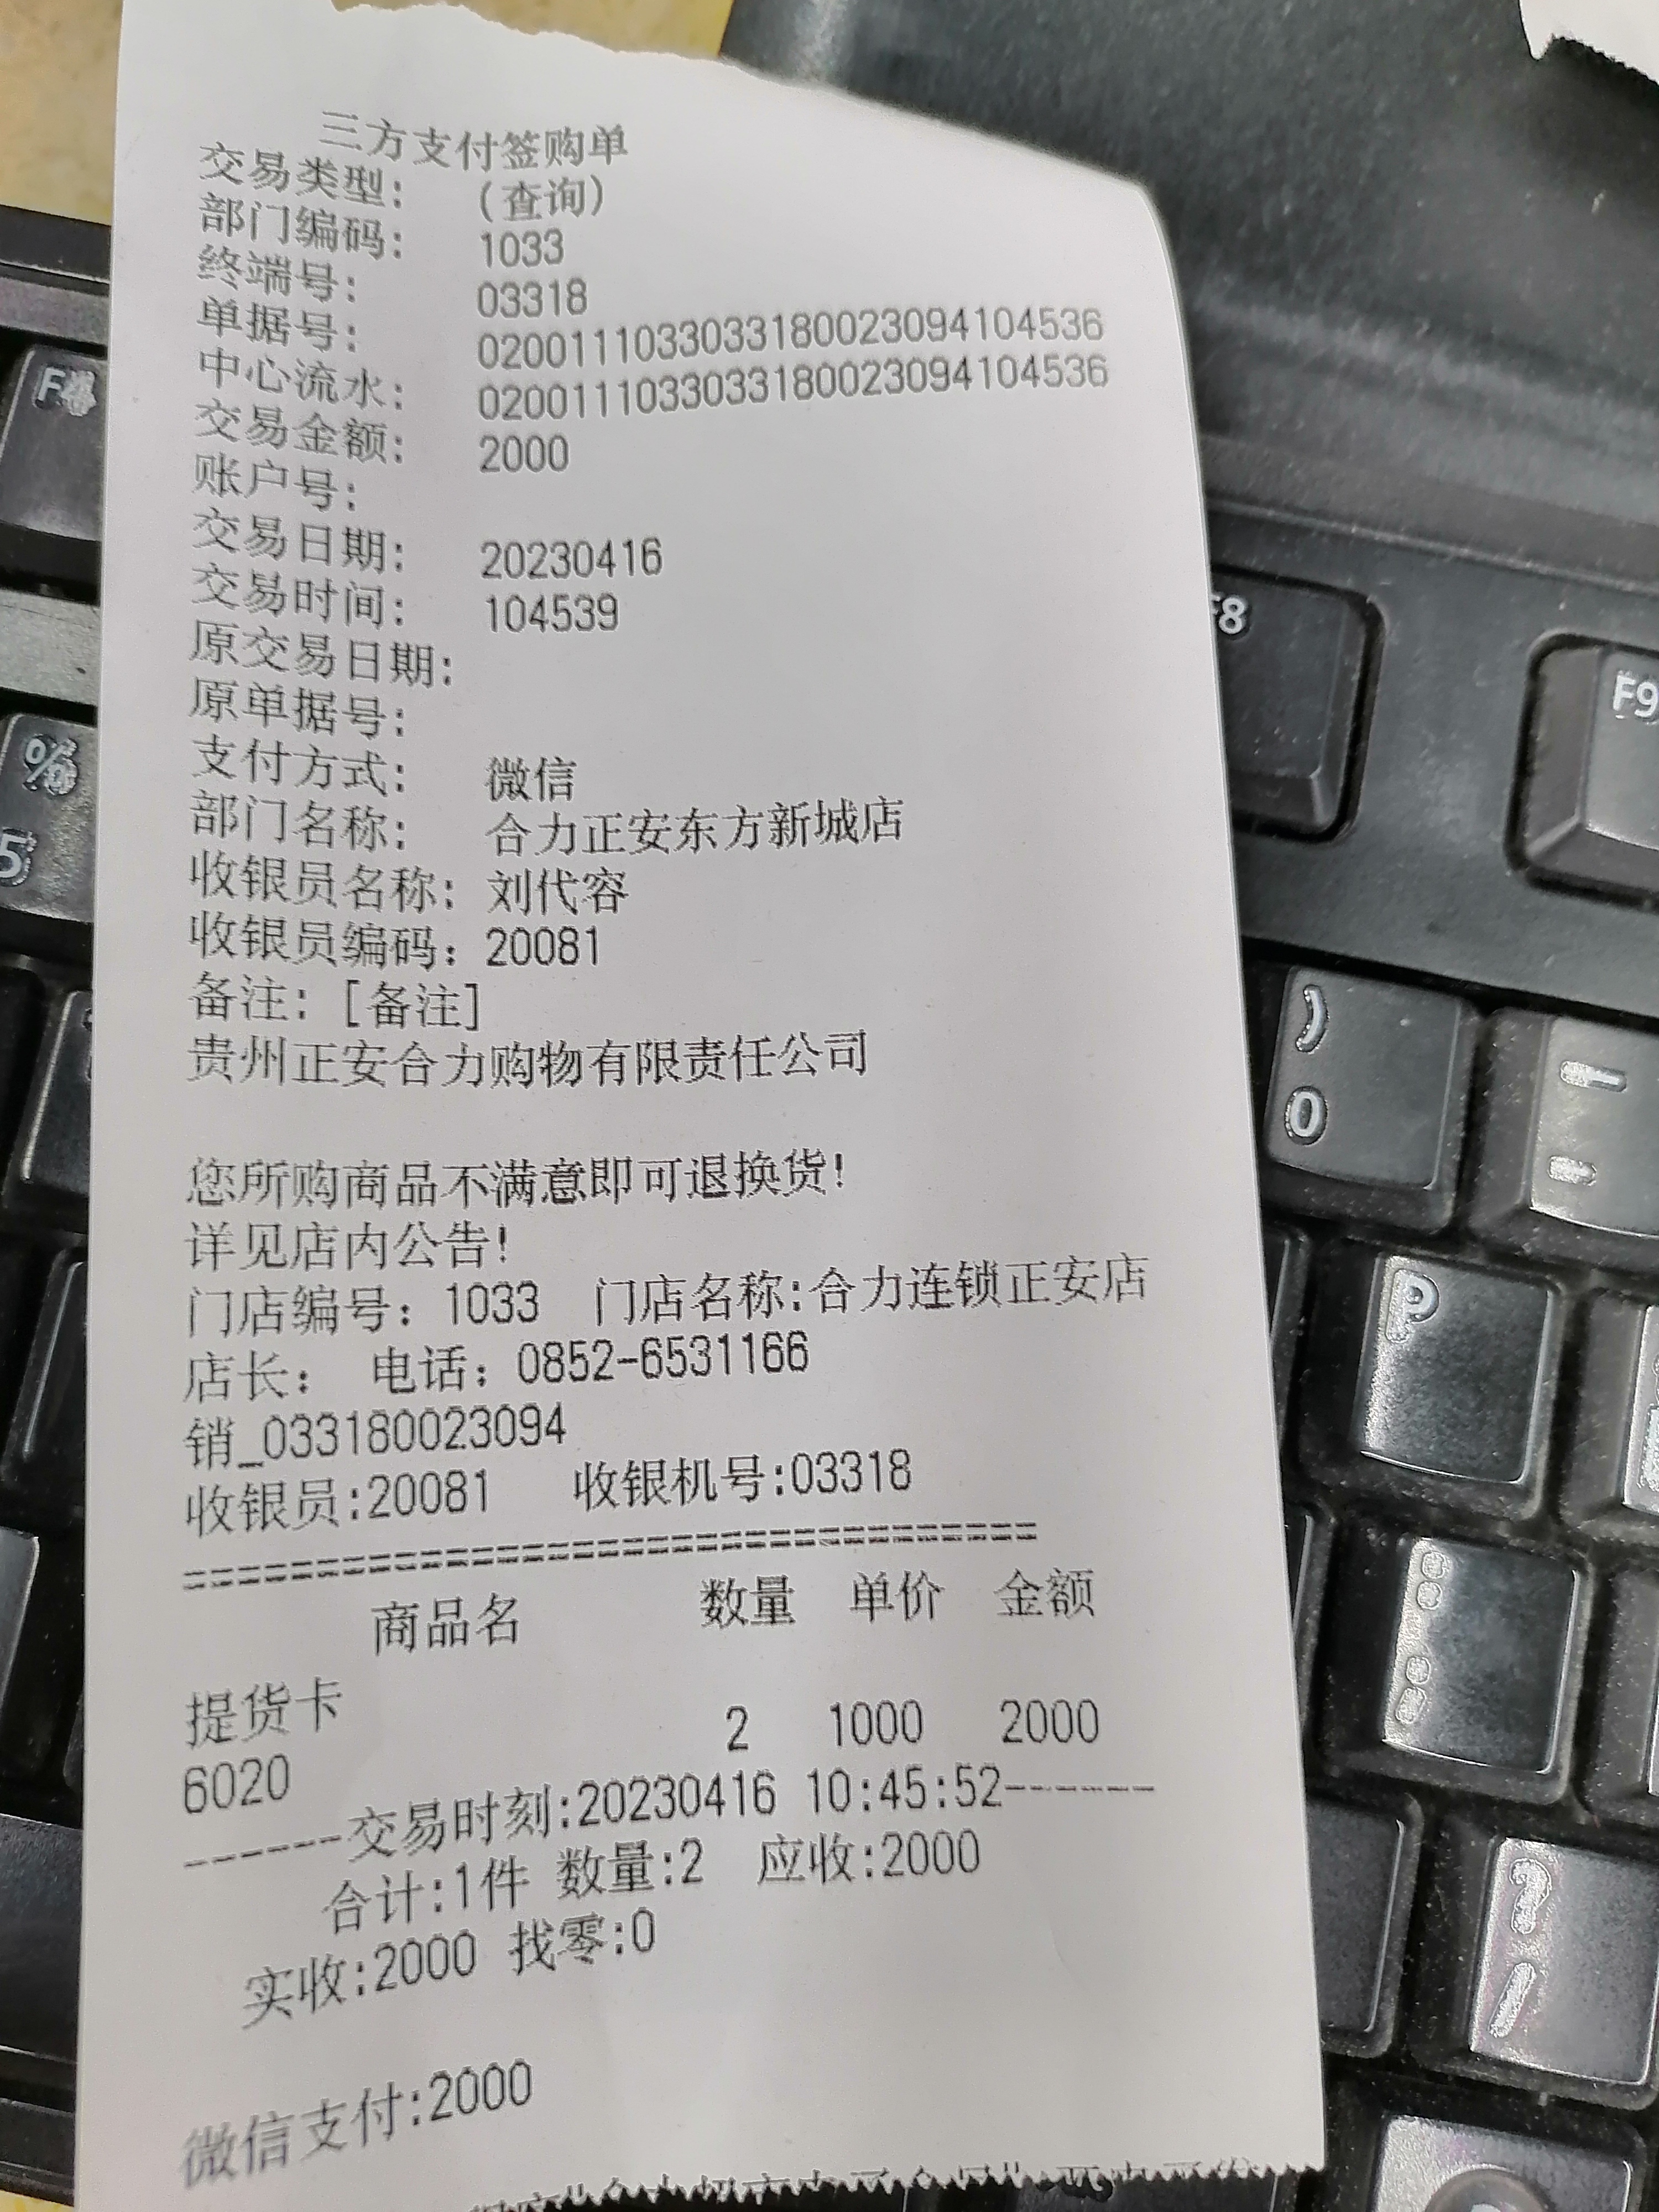 三方支付签购单
交易类型： (查询)
部门编码： 1033
终端号： 03318
单据号： 0200111033033180023094104536
中心流水： 0200111033033180023094104536
交易金额： 2000
账户号：
交易日期： 20230416
交易时间： 104539
原交易日期：
原单据号：
支付方式： 微信
部门名称： 合力正安东方新城店
收银员名称： 刘代容
收银员编码： 20081
备注：[备注]
贵州正安合力购物有限责任公司
您所购商品不满意即可退换货！
详见店内公告！
门店编号：1033 门店名称:合力连锁正安店
店长： 电话：0852-6531166
销_033180023094
收银员:20081 收银机号:03318
================================
商品名 数量 单价 金额
提货卡
2 1000 2000
6020
------交易时刻:20230416 10:45:52------
合计:1件 数量:2 应收:2000
实收:2000 找零:0
微信支付:2000
F8
F9
%
5
)
0
P
:
;
?
/